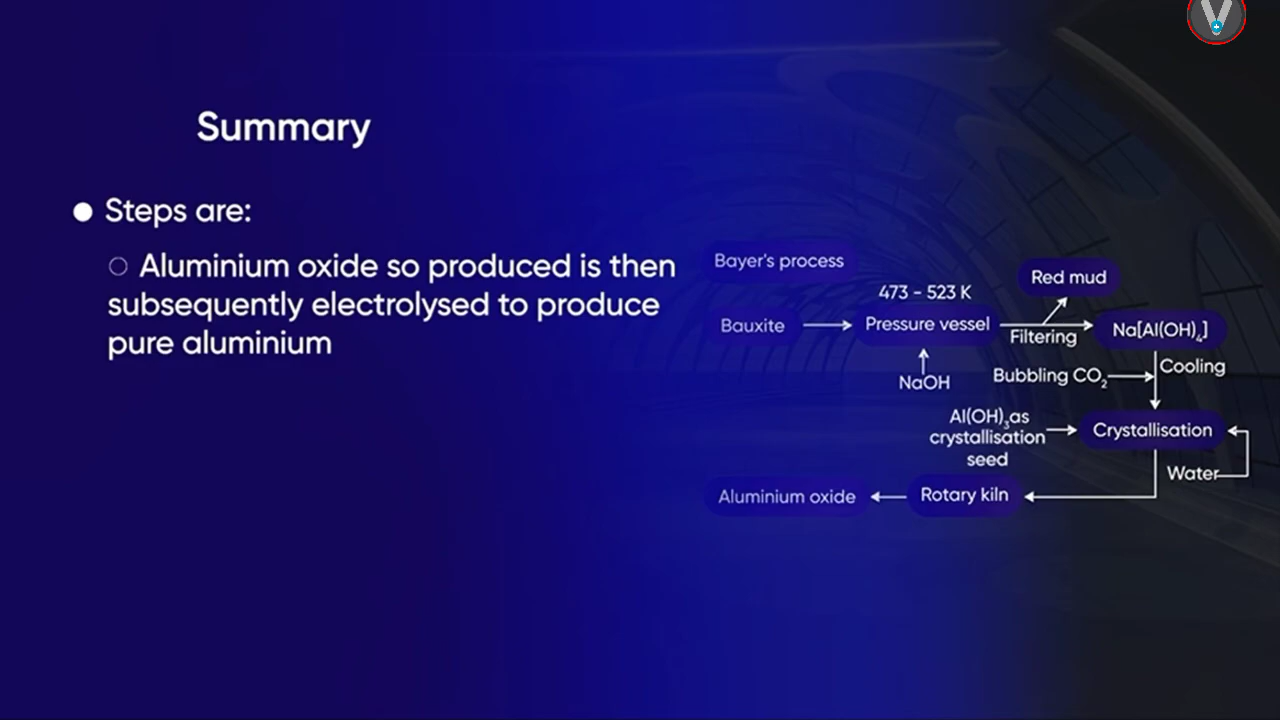 Summary
Steps are:
Aluminium oxide so produced is then
subsequently electrolysed to produce
pure aluminium
Bayer's process
473 - 523 K
Red mud
Bauxite
Pressure vessel
Filtering
Na[Al(OH)₄]
NaOH
Bubbling CO₂
Cooling
Al(OH)₃as
crystallisation
seed
Crystallisation
Water
Aluminium oxide
Rotary kiln